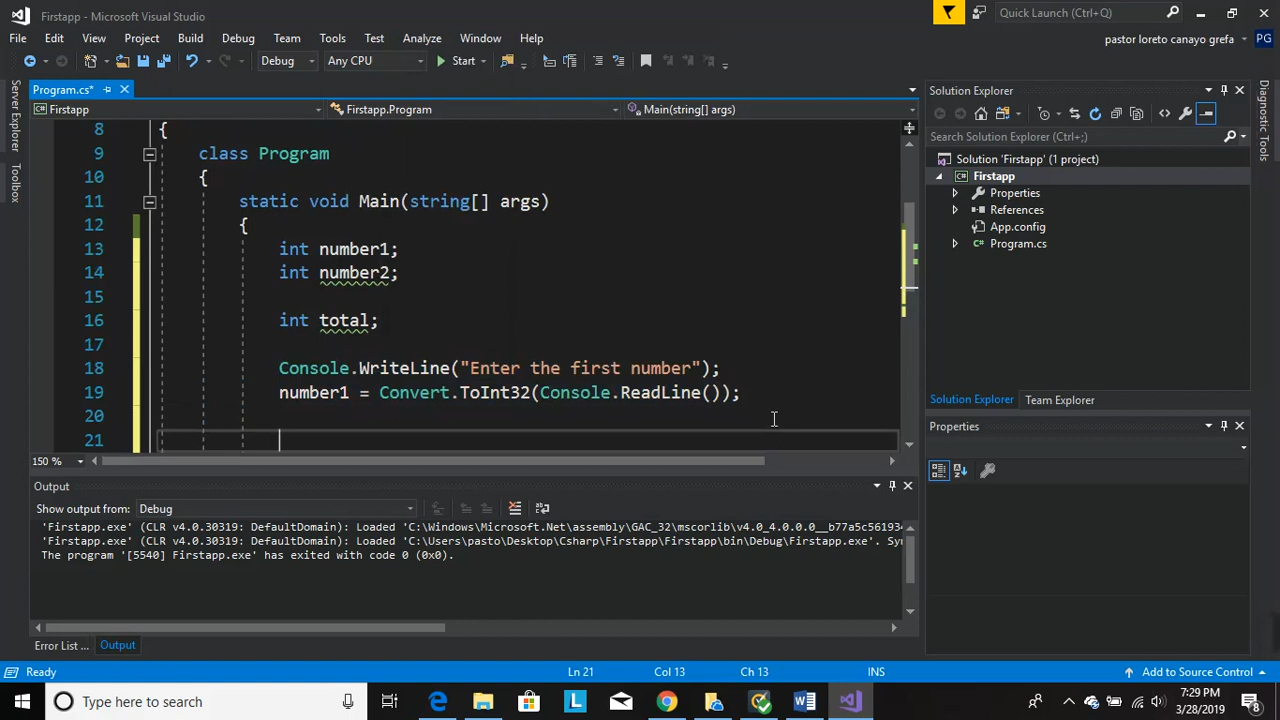 Firstapp - Microsoft Visual Studio
Quick Launch (Ctrl+Q)
File Edit View Project Build Debug Team Tools Test Analyze Window Help
pastor loreto canayo grefa PG
Debug Any CPU Start
Server Explorer
Toolbox
Program.cs*
Firstapp Firstapp.Program Main(string[] args)
8 {
9 class Program
10 {
11 static void Main(string[] args)
12 {
13 int number1;
14 int number2;
15
16 int total;
17
18 Console.WriteLine("Enter the first number");
19 number1 = Convert.ToInt32(Console.ReadLine());
20
21
150 %
Solution Explorer
Search Solution Explorer (Ctrl+;)
Solution 'Firstapp' (1 project)
Firstapp
Properties
References
App.config
Program.cs
Solution Explorer Team Explorer
Properties
Diagnostic Tools
Output
Show output from: Debug
'Firstapp.exe' (CLR v4.0.30319: DefaultDomain): Loaded 'C:\Windows\Microsoft.Net\assembly\GAC_32\mscorlib\v4.0_4.0.0.0__b77a5c561934
'Firstapp.exe' (CLR v4.0.30319: DefaultDomain): Loaded 'C:\Users\pasto\Desktop\Csharp\Firstapp\Firstapp\bin\Debug\Firstapp.exe'. Syn
The program '[5540] Firstapp.exe' has exited with code 0 (0x0).
Error List ... Output
Ready Ln 21 Col 13 Ch 13 INS Add to Source Control
Type here to search
7:29 PM
3/28/2019
8